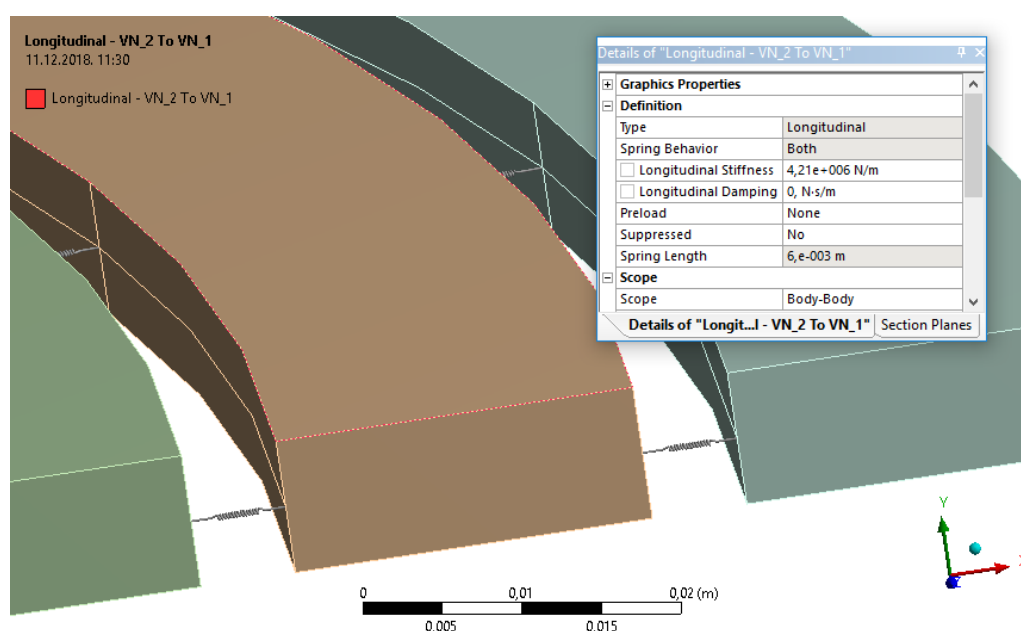 Longitudinal - VN_2 To VN_1
11.12.2018. 11:30
Longitudinal - VN_2 To VN_1
Details of "Longitudinal - VN_2 To VN_1"
Graphics Properties
Definition
Type Longitudinal
Spring Behavior Both
Longitudinal Stiffness 4,21e+006 N/m
Longitudinal Damping 0, N·s/m
Preload None
Suppressed No
Spring Length 6,e-003 m
Scope
Scope Body-Body
Details of "Longit...l - VN_2 To VN_1" Section Planes
Y
X
Z
0 0,01 0,02 (m)
0.005 0.015